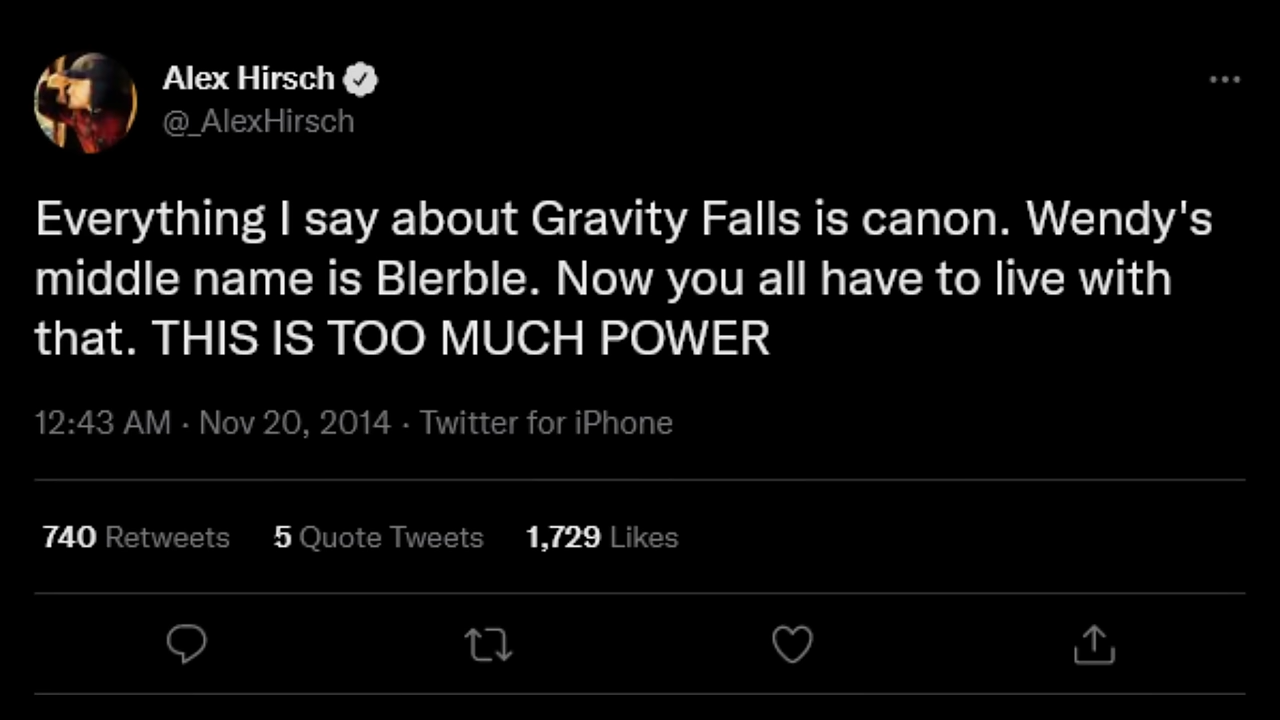 Alex Hirsch
@_AlexHirsch
Everything I say about Gravity Falls is canon. Wendy's
middle name is Blerble. Now you all have to live with
that. THIS IS TOO MUCH POWER
12:43 AM · Nov 20, 2014 · Twitter for iPhone
740 Retweets 5 Quote Tweets 1,729 Likes